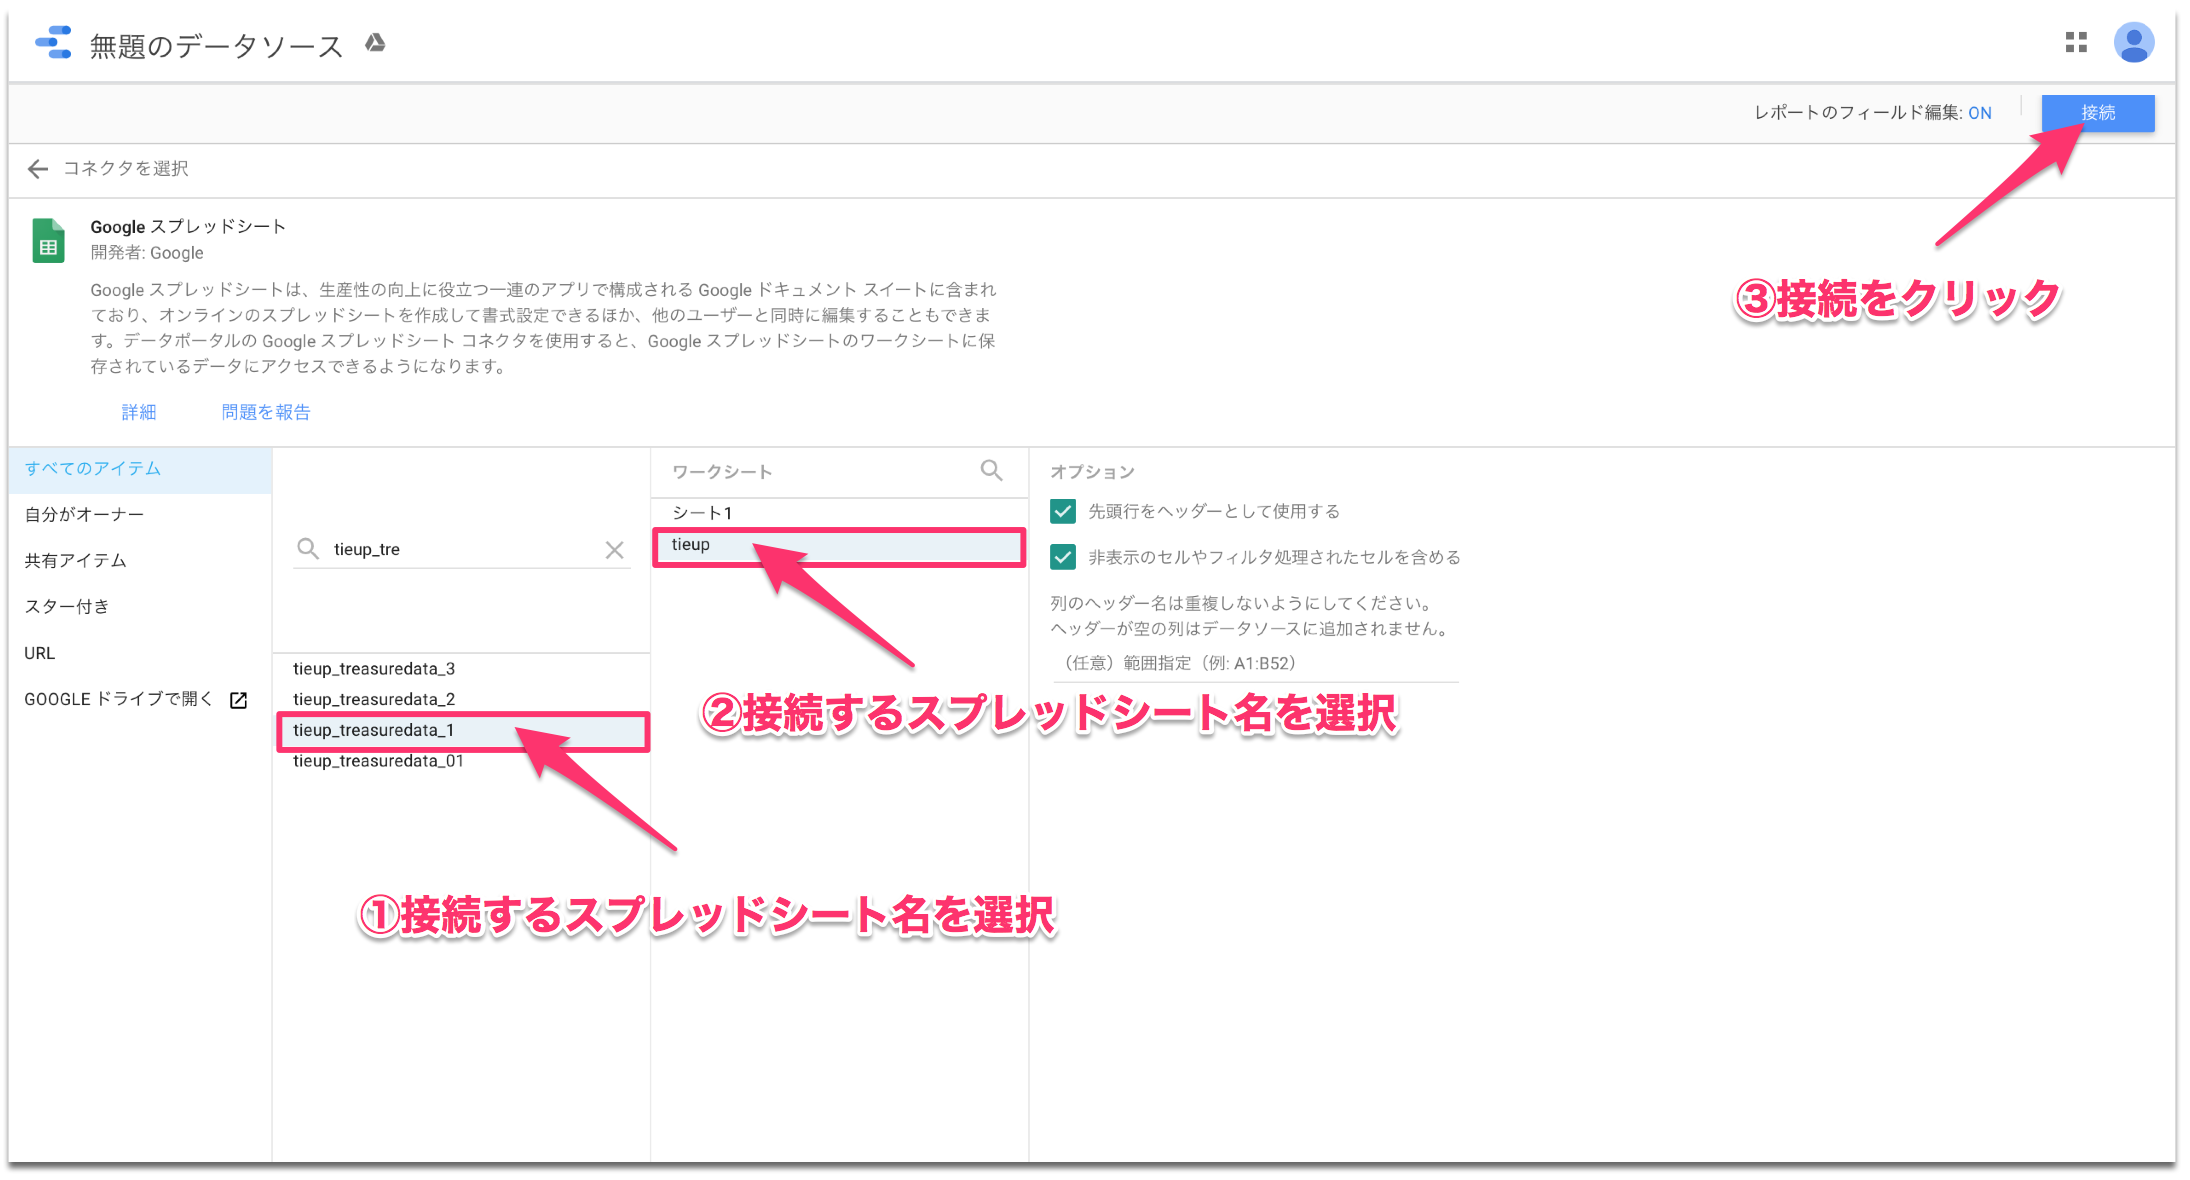 無題のデータソース
レポートのフィールド編集: ON
接続
コネクタを選択
Google スプレッドシート
開発者: Google
Google スプレッドシートは、生産性の向上に役立つ一連のアプリで構成される Google ドキュメント スイートに含まれ
ており、オンラインのスプレッドシートを作成して書式設定できるほか、他のユーザーと同時に編集することもできま
す。データポータルの Google スプレッドシート コネクタを使用すると、Google スプレッドシートのワークシートに保
存されているデータにアクセスできるようになります。
詳細
問題を報告
③接続をクリック
すべてのアイテム
自分がオーナー
共有アイテム
スター付き
URL
GOOGLE ドライブで開く
tieup_tre
tieup_treasuredata_3
tieup_treasuredata_2
tieup_treasuredata_1
tieup_treasuredata_01
①接続するスプレッドシート名を選択
ワークシート
シート1
tieup
②接続するスプレッドシート名を選択
オプション
先頭行をヘッダーとして使用する
非表示のセルやフィルタ処理されたセルを含める
列のヘッダー名は重複しないようにしてください。
ヘッダーが空の列はデータソースに追加されません。
（任意）範囲指定（例: A1:B52）